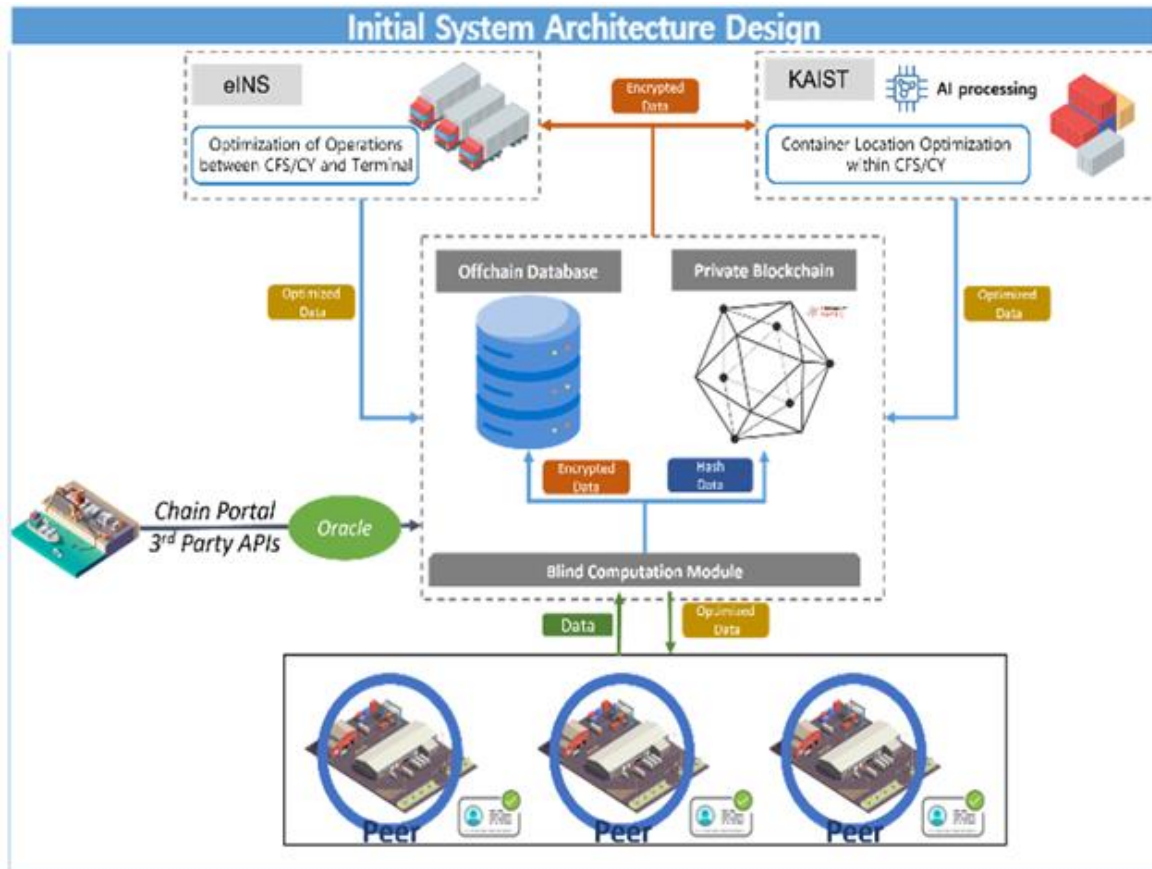 Initial System Architecture Design
eINS
Optimization of Operations
between CFS/CY and Terminal
Encrypted
Data
KAIST
AI processing
Container Location Optimization
within CFS/CY
Optimized
Data
Offchain Database
Private Blockchain
Optimized
Data
Encrypted
Data
Hash
Data
Chain Portal
3rd Party APIs
Oracle
Blind Computation Module
Data
Optimized
Data
Peer
Peer
Peer